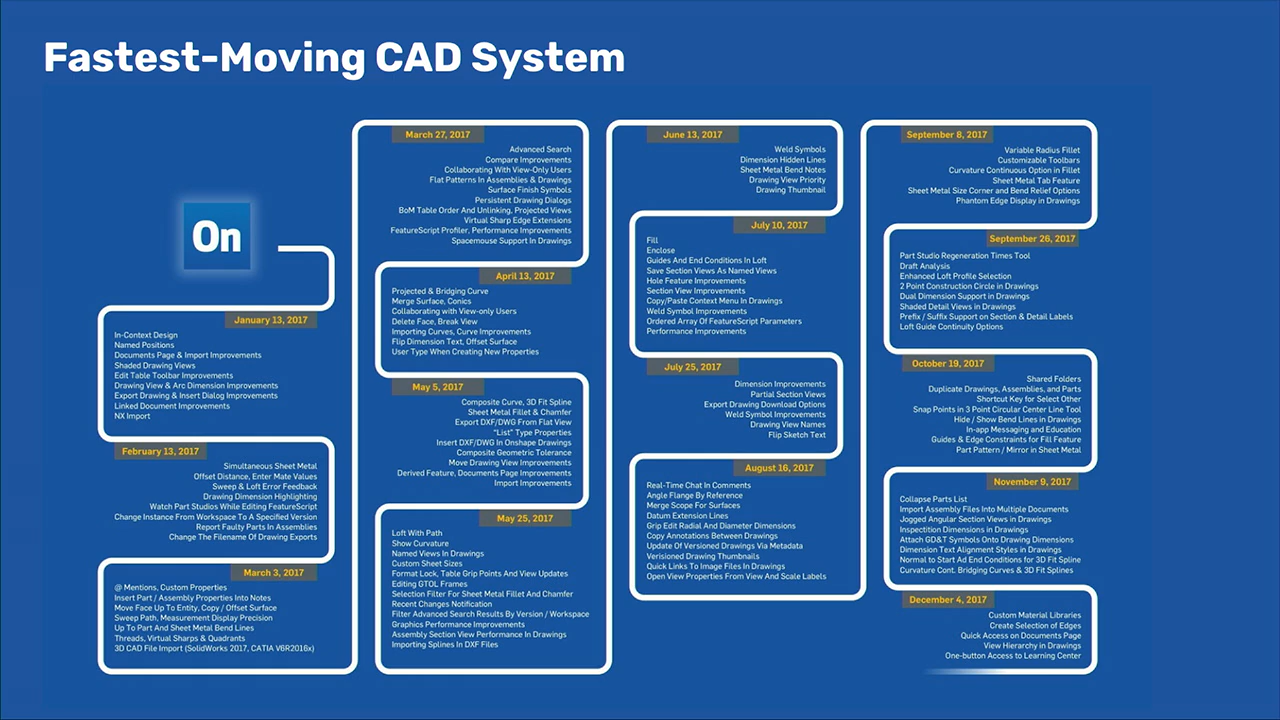 Fastest-Moving CAD System
On
January 13, 2017
In-Context Design
Named Positions
Documents Page & Import Improvements
Shaded Drawing Views
Edit Table Toolbar Improvements
Drawing View & Arc Dimension Improvements
Export Drawing & Insert Dialog Improvements
Linked Document Improvements
NX Import
February 13, 2017
Simultaneous Sheet Metal
Offset Distance, Enter Mate Values
Sweep & Loft Error Feedback
Drawing Dimension Highlighting
Watch Part Studios While Editing FeatureScript
Change Instance From Workspace To A Specified Version
Report Faulty Parts In Assemblies
Change The Filename Of Drawing Exports
March 3, 2017
@ Mentions, Custom Properties
Insert Part / Assembly Properties Into Notes
Move Face Up To Entity, Copy / Offset Surface
Sweep Path, Measurement Display Precision
Up To Part And Sheet Metal Bend Lines
Threads, Virtual Sharps & Quadrants
3D CAD File Import (SolidWorks 2017, CATIA V6R2016x)
March 27, 2017
Advanced Search
Compare Improvements
Collaborating With View-Only Users
Flat Patterns In Assemblies & Drawings
Surface Finish Symbols
Persistent Drawing Dialogs
BoM Table Order And Unlinking, Projected Views
Virtual Sharp Edge Extensions
FeatureScript Profiler, Performance Improvements
Spacemouse Support In Drawings
April 13, 2017
Projected & Bridging Curve
Merge Surface, Conics
Collaborating with View-only Users
Delete Face, Break View
Importing Curves, Curve Improvements
Flip Dimension Text, Offset Surface
User Type When Creating New Properties
May 5, 2017
Composite Curve, 3D Fit Spline
Sheet Metal Fillet & Chamfer
Export DXF/DWG From Flat View
"List" Type Properties
Insert DXF/DWG In Onshape Drawings
Composite Geometric Tolerance
Move Drawing View Improvements
Derived Feature, Documents Page Improvements
Import Improvements
May 25, 2017
Loft With Path
Show Curvature
Named Views In Drawings
Custom Sheet Sizes
Format Lock, Table Grip Points And View Updates
Editing GTOL Frames
Selection Filter For Sheet Metal Fillet And Chamfer
Recent Changes Notification
Filter Advanced Search Results By Version / Workspace
Graphics Performance Improvements
Assembly Section View Performance In Drawings
Importing Splines In DXF Files
June 13, 2017
Weld Symbols
Dimension Hidden Lines
Sheet Metal Bend Notes
Drawing View Priority
Drawing Thumbnail
July 10, 2017
Fill
Enclose
Guides And End Conditions In Loft
Save Section Views As Named Views
Hole Feature Improvements
Section View Improvements
Copy/Paste Context Menu In Drawings
Weld Symbol Improvements
Ordered Array Of FeatureScript Parameters
Performance Improvements
July 25, 2017
Dimension Improvements
Partial Section Views
Export Drawing Download Options
Weld Symbol Improvements
Drawing View Names
Flip Sketch Text
August 16, 2017
Real-Time Chat In Comments
Angle Flange By Reference
Merge Scope For Surfaces
Datum Extension Lines
Grip Edit Radial And Diameter Dimensions
Copy Annotations Between Drawings
Update Of Versioned Drawings Via Metadata
Verisioned Drawing Thumbnails
Quick Links To Image Files In Drawings
Open View Properties From View And Scale Labels
September 8, 2017
Variable Radius Fillet
Customizable Toolbars
Curvature Continuous Option in Fillet
Sheet Metal Tab Feature
Sheet Metal Size Corner and Bend Relief Options
Phantom Edge Display in Drawings
September 26, 2017
Part Studio Regeneration Times Tool
Draft Analysis
Enhanced Loft Profile Selection
2 Point Construction Circle in Drawings
Dual Dimension Support in Drawings
Shaded Detail Views in Drawings
Prefix / Suffix Support on Section & Detail Labels
Loft Guide Continuity Options
October 19, 2017
Shared Folders
Duplicate Drawings, Assemblies, and Parts
Shortcut Key for Select Other
Snap Points in 3 Point Circular Center Line Tool
Hide / Show Bend Lines in Drawings
In-app Messaging and Education
Guides & Edge Constraints for Fill Feature
Part Pattern / Mirror in Sheet Metal
November 9, 2017
Collapse Parts List
Import Assembly Files Into Multiple Documents
Jogged Angular Section Views in Drawings
Inspectition Dimensions in Drawings
Attach GD&T Symbols Onto Drawing Dimensions
Dimension Text Alignment Styles in Drawings
Normal to Start Ad End Conditions for 3D Fit Spline
Curvature Cont. Bridging Curves & 3D Fit Splines
December 4, 2017
Custom Material Libraries
Create Selection of Edges
Quick Access on Documents Page
View Hierarchy in Drawings
One-button Access to Learning Center